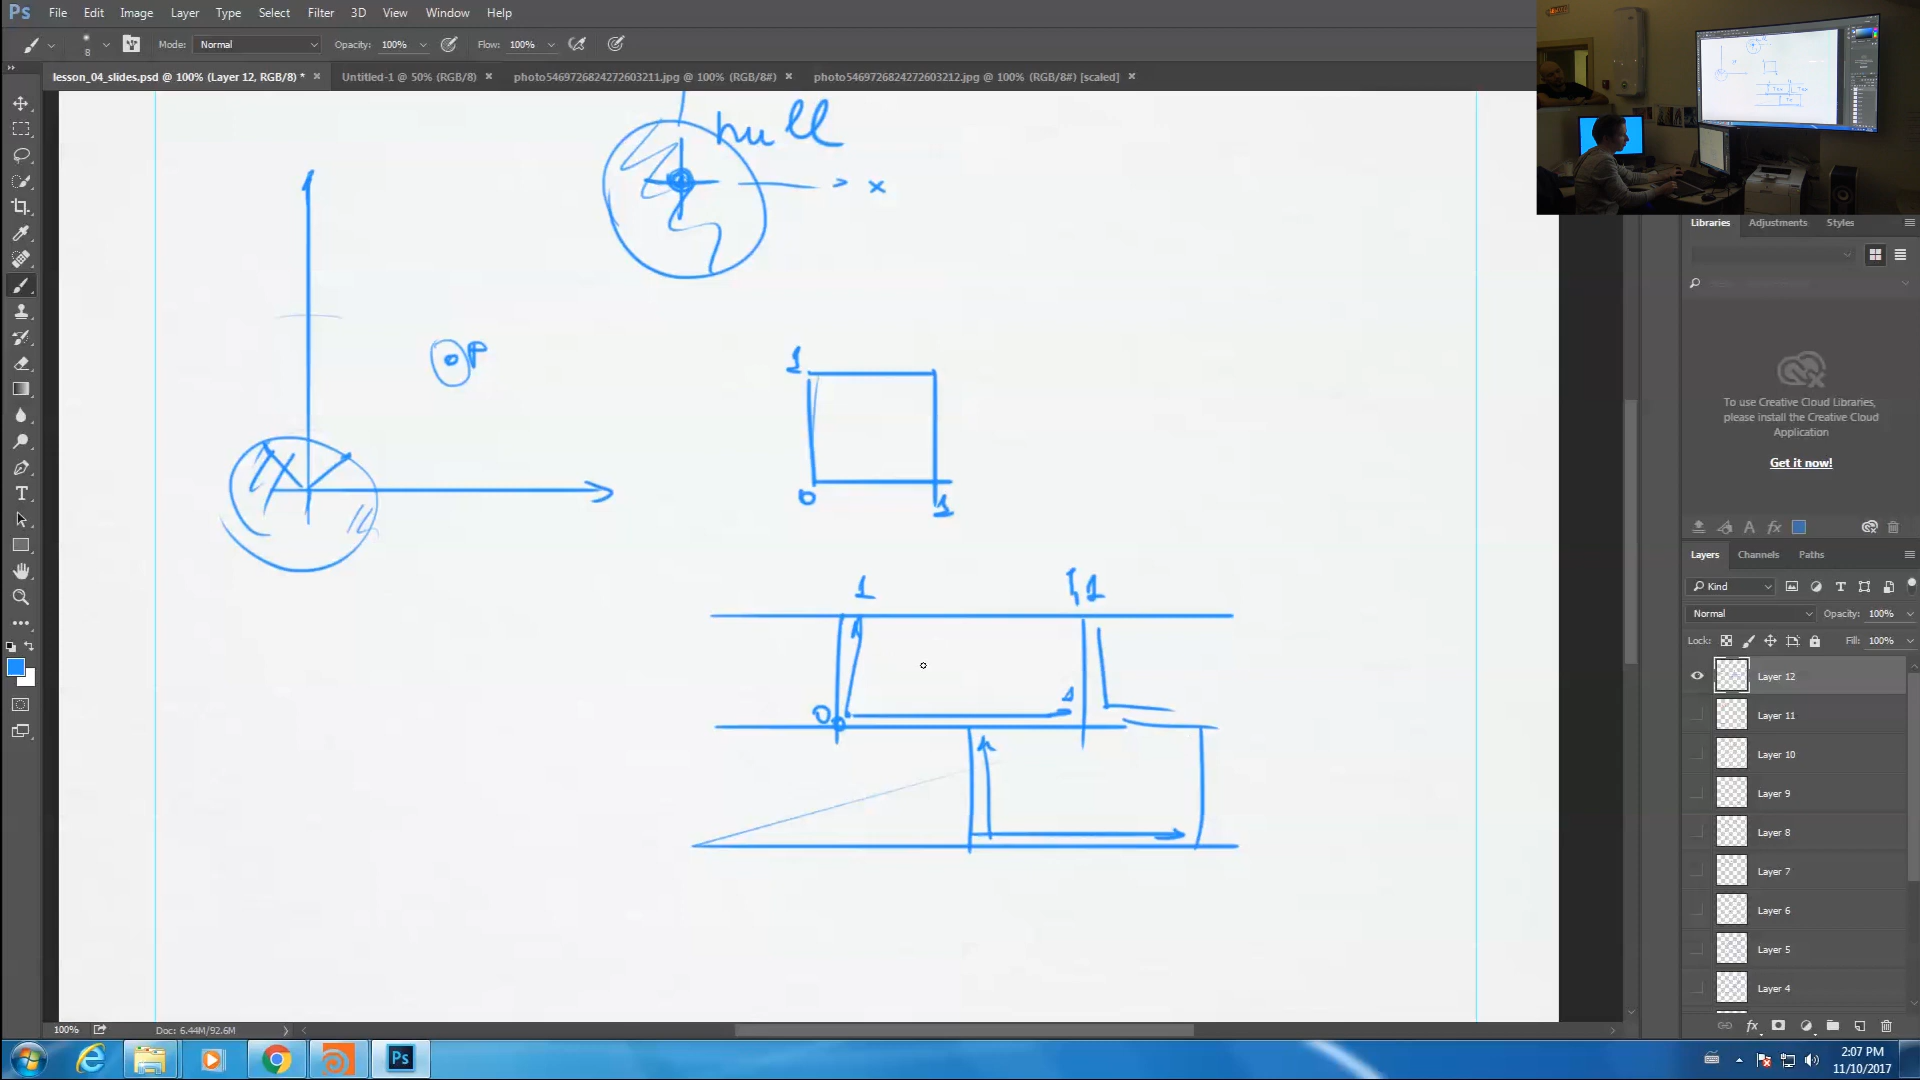 Ps File Edit Image Layer Type Select Filter 3D View Window Help
8 Mode: Normal Opacity: 100% Flow: 100%
lesson_04_slides.psd @ 100% (Layer 12, RGB/8) * × Untitled-1 @ 50% (RGB/8) × photo5469726824272603211.jpg @ 100% (RGB/8#) × photo5469726824272603212.jpg @ 100% (RGB/8#) [scaled] ×
null
x
P
1
0
1
1
1
0
Libraries Adjustments Styles
To use Creative Cloud Libraries,
please install the Creative Cloud
Application
Get it now!
Layers Channels Paths
Kind
Normal Opacity: 100%
Lock: Fill: 100%
Layer 12
Layer 11
Layer 10
Layer 9
Layer 8
Layer 7
Layer 6
Layer 5
Layer 4
100% Doc: 6.44M/92.6M
Ps
2:07 PM
11/10/2017